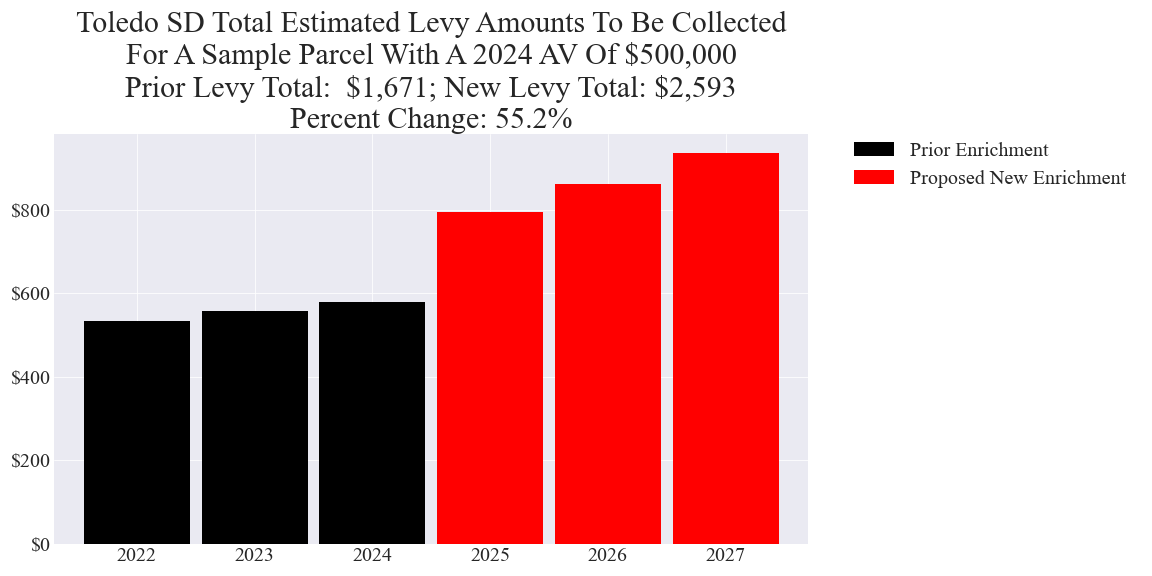 Toledo SD Total Estimated Levy Amounts To Be Collected
For A Sample Parcel With A 2024 AV Of $500,000
Prior Levy Total:  $1,671; New Levy Total: $2,593
Percent Change: 55.2%
Prior Enrichment
Proposed New Enrichment
$800
$600
$400
$200
$0
2022 2023 2024 2025 2026 2027